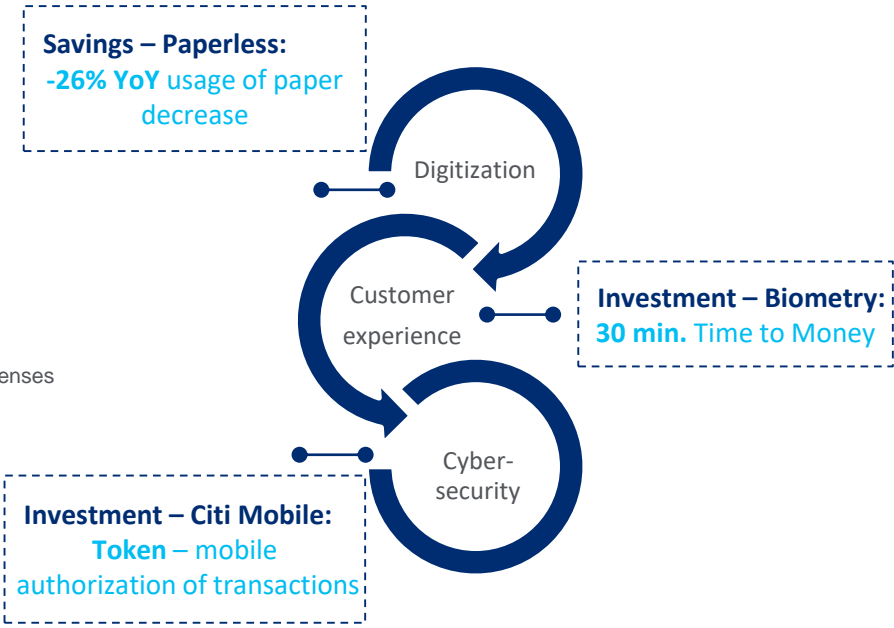 Savings – Paperless:
-26% YoY usage of paper
decrease
Digitization
Customer
experience
Investment – Biometry:
30 min. Time to Money
enses
Cyber-
security
Investment – Citi Mobile:
Token – mobile
authorization of transactions